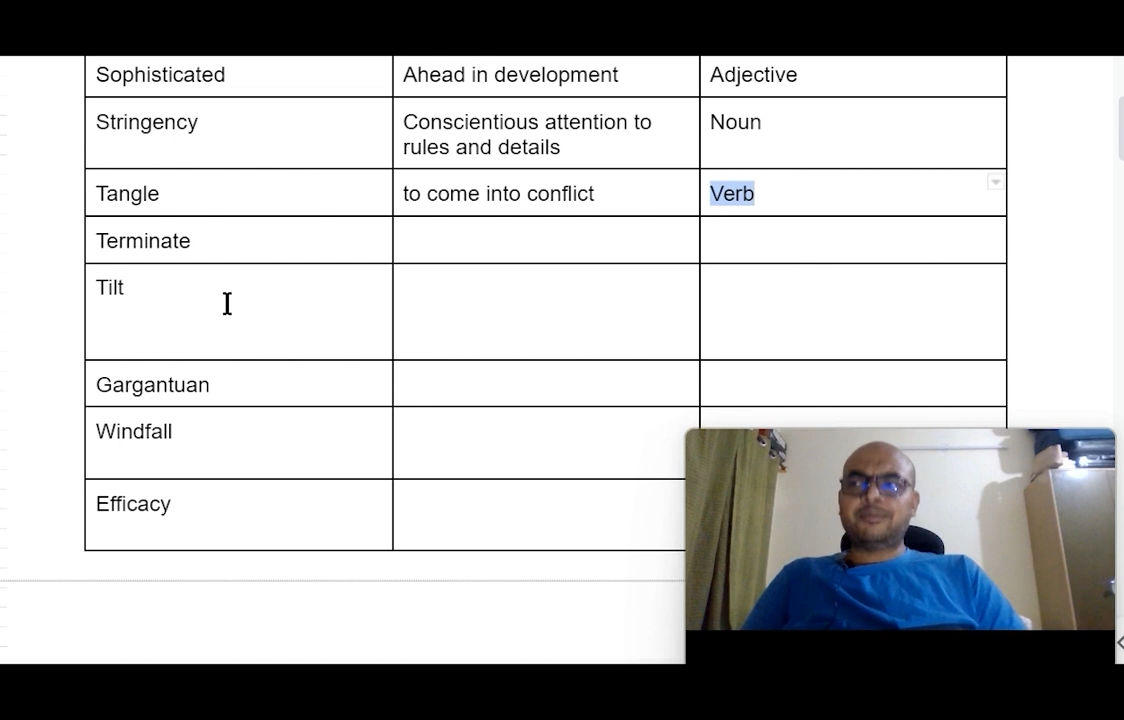 Sophisticated Ahead in development Adjective
Stringency Conscientious attention to Noun
rules and details
Tangle to come into conflict Verb
Terminate
Tilt
Gargantuan
Windfall
Efficacy